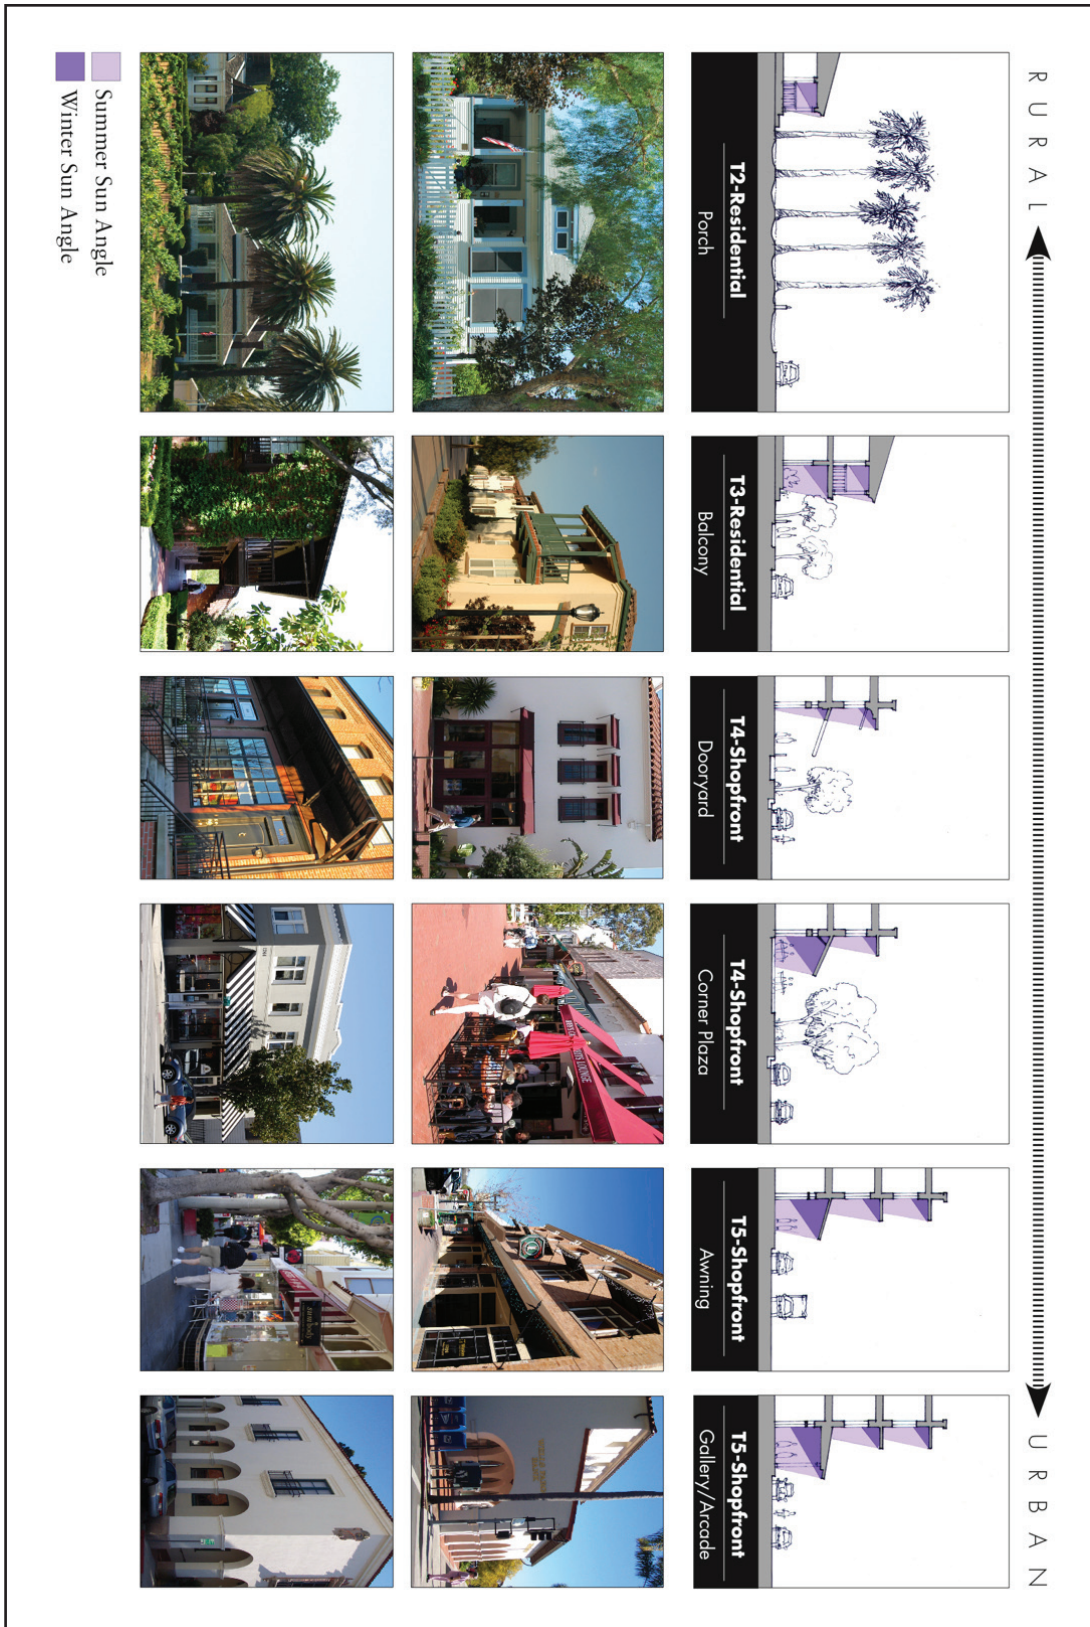 RURAL
URBAN
T2-Residential
Porch
T3-Residential
Balcony
T4-Shopfront
Dooryard
T4-Shopfront
Corner Plaza
T5-Shopfront
Awning
T5-Shopfront
Gallery/Arcade
Summer Sun Angle
Winter Sun Angle